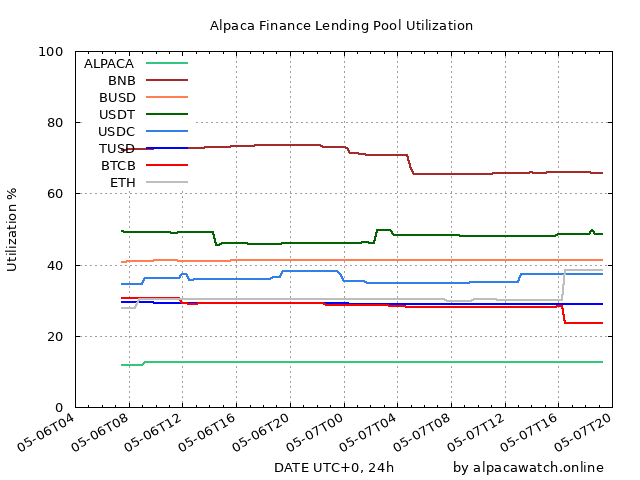 Alpaca Finance Lending Pool Utilization
100
80
60
40
20
0
Utilization %
ALPACA
BNB
BUSD
USDT
USDC
TUSD
BTCB
ETH
05-06T04
05-06T08
05-06T12
05-06T16
05-06T20
05-07T00
05-07T04
05-07T08
05-07T12
05-07T16
05-07T20
DATE UTC+0, 24h
by alpacawatch.online